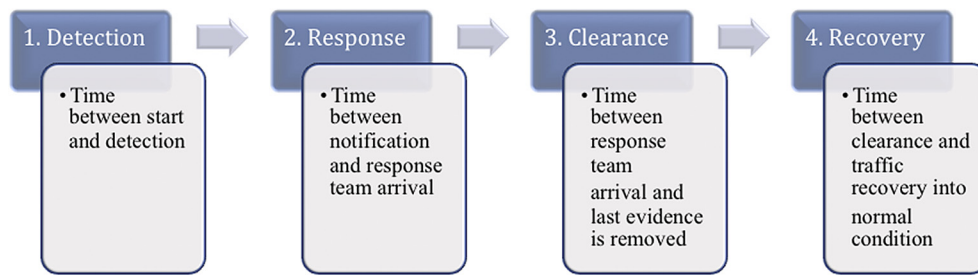 1. Detection
• Time
between start
and detection
2. Response
• Time
between
notification
and response
team arrival
3. Clearance
• Time
between
response
team
arrival and
last evidence
is removed
4. Recovery
• Time
between
clearance and
traffic
recovery into
normal
condition